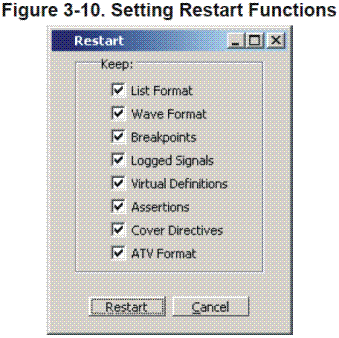 Figure 3-10. Setting Restart Functions
Restart
Keep:
List Format
Wave Format
Breakpoints
Logged Signals
Virtual Definitions
Assertions
Cover Directives
ATV Format
Restart Cancel